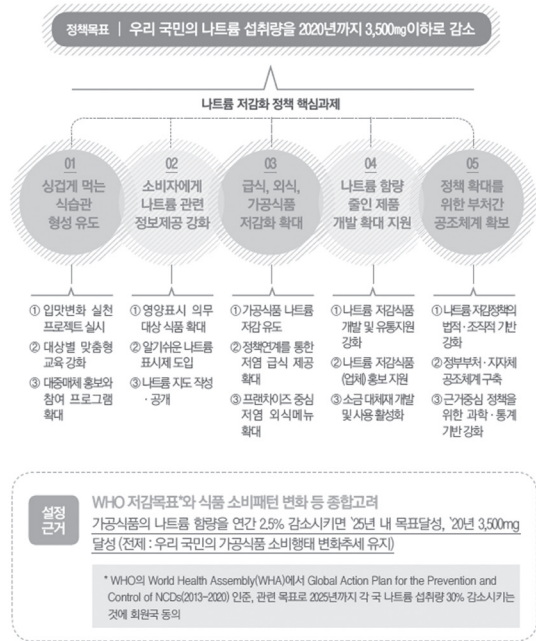 정책목표 | 우리 국민의 나트륨 섭취량을 2020년까지 3,500㎎이하로 감소
나트륨 저감화 정책 핵심과제
01
싱겁게 먹는
식습관
형성 유도
02
소비자에게
나트륨 관련
정보제공 강화
03
급식, 외식,
가공식품
저감화 확대
04
나트륨 함량
줄인 제품
개발 확대 지원
05
정책 확대를
위한 부처간
공조체계 확보
① 입맛변화 실천
프로젝트 실시
② 대상별 맞춤형
교육 강화
③ 대중매체 홍보와
참여 프로그램
확대
① 영양표시 의무
대상 식품 확대
② 알기쉬운 나트륨
표시제 도입
③ 나트륨 지도 작성
· 공개
① 가공식품 나트륨
저감 유도
② 정책연계를 통한
저염 급식 제공
확대
③ 프랜차이즈 중심
저염 외식메뉴
확대
① 나트륨 저감식품
개발 및 유통지원
강화
② 나트륨 저감식품
(업체) 홍보 지원
③ 소금 대체재 개발
및 사용 활성화
① 나트륨 저감정책의
법적·조직적 기반
강화
② 정부부처·지자체
공조체계 구축
③ 근거중심 정책을
위한 과학·통계
기반 강화
설정
근거
WHO 저감목표*와 식품 소비패턴 변화 등 종합고려
가공식품의 나트륨 함량을 연간 2.5% 감소시키면 '25년 내 목표달성, '20년 3,500mg
달성 (전제 : 우리 국민의 가공식품 소비행태 변화추세 유지)
* WHO의 World Health Assembly(WHA)에서 Global Action Plan for the Prevention and
Control of NCDs(2013~2020) 인준, 관련 목표로 2025년까지 각 국 나트륨 섭취량 30% 감소시키는
것에 회원국 동의